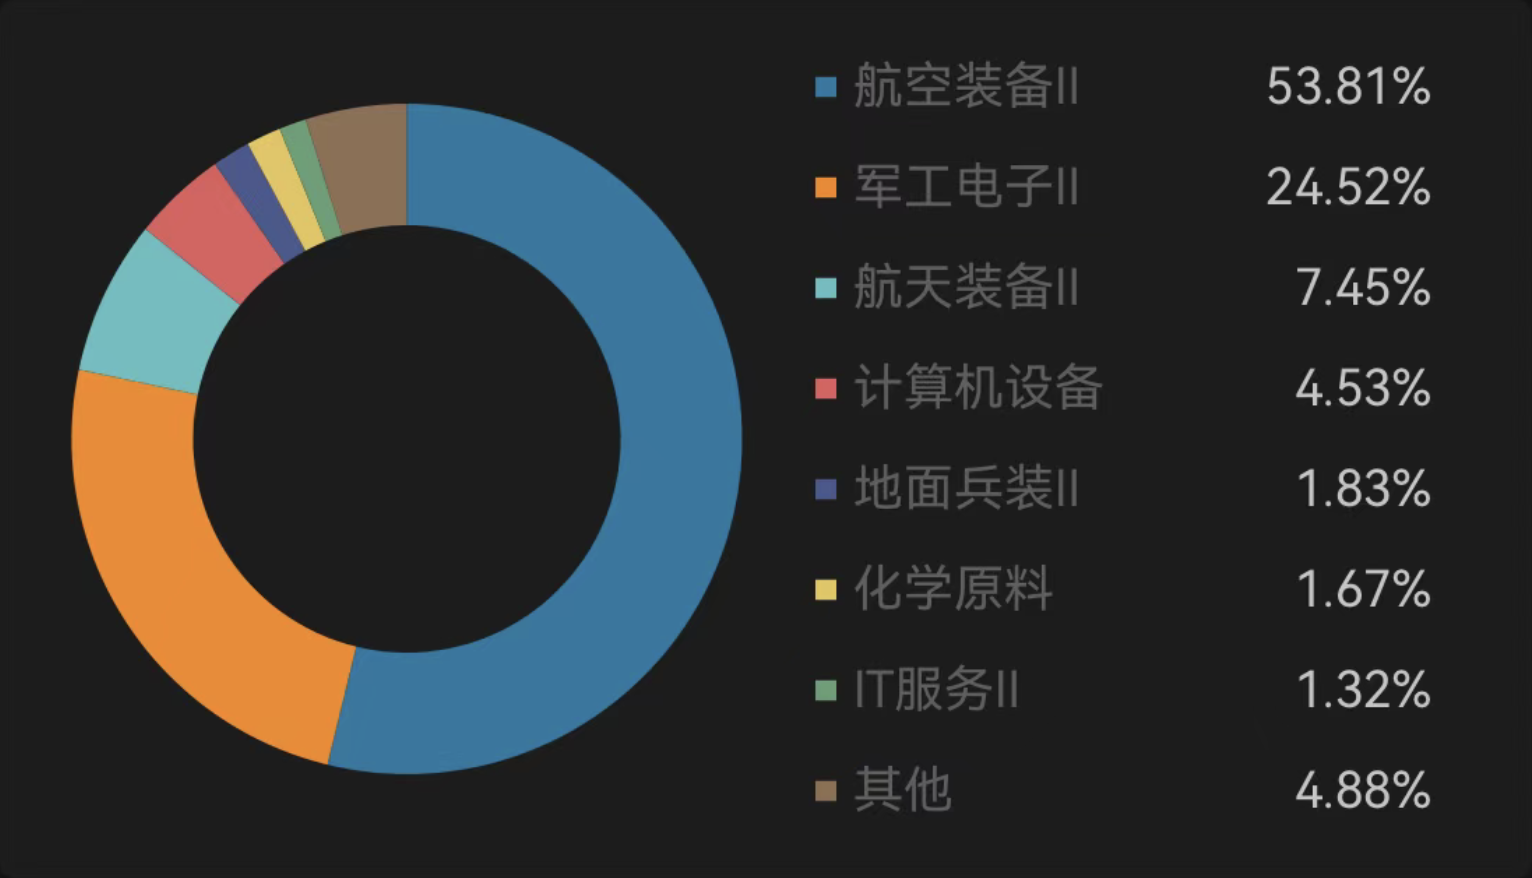 航空装备II 53.81%
军工电子II 24.52%
航天装备II 7.45%
计算机设备 4.53%
地面兵装II 1.83%
化学原料 1.67%
IT服务II 1.32%
其他 4.88%